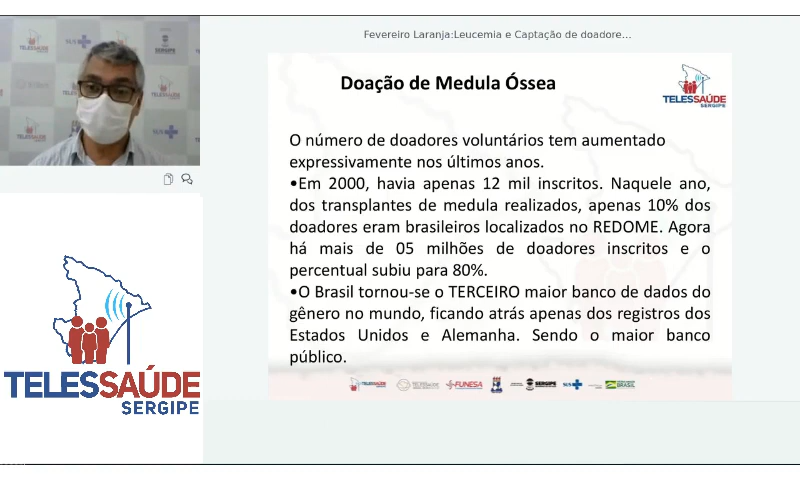 Fevereiro Laranja:Leucemia e Captação de doadore...
Doação de Medula Óssea
TELESSAÚDE
SERGIPE
O número de doadores voluntários tem aumentado
expressivamente nos últimos anos.
•Em 2000, havia apenas 12 mil inscritos. Naquele ano,
dos transplantes de medula realizados, apenas 10% dos
doadores eram brasileiros localizados no REDOME. Agora
há mais de 05 milhões de doadores inscritos e o
percentual subiu para 80%.
•O Brasil tornou-se o TERCEIRO maior banco de dados do
gênero no mundo, ficando atrás apenas dos registros dos
Estados Unidos e Alemanha. Sendo o maior banco
público.
FUNESA
SERGIPE
SUS
BRASIL
TELESSAÚDE
SERGIPE